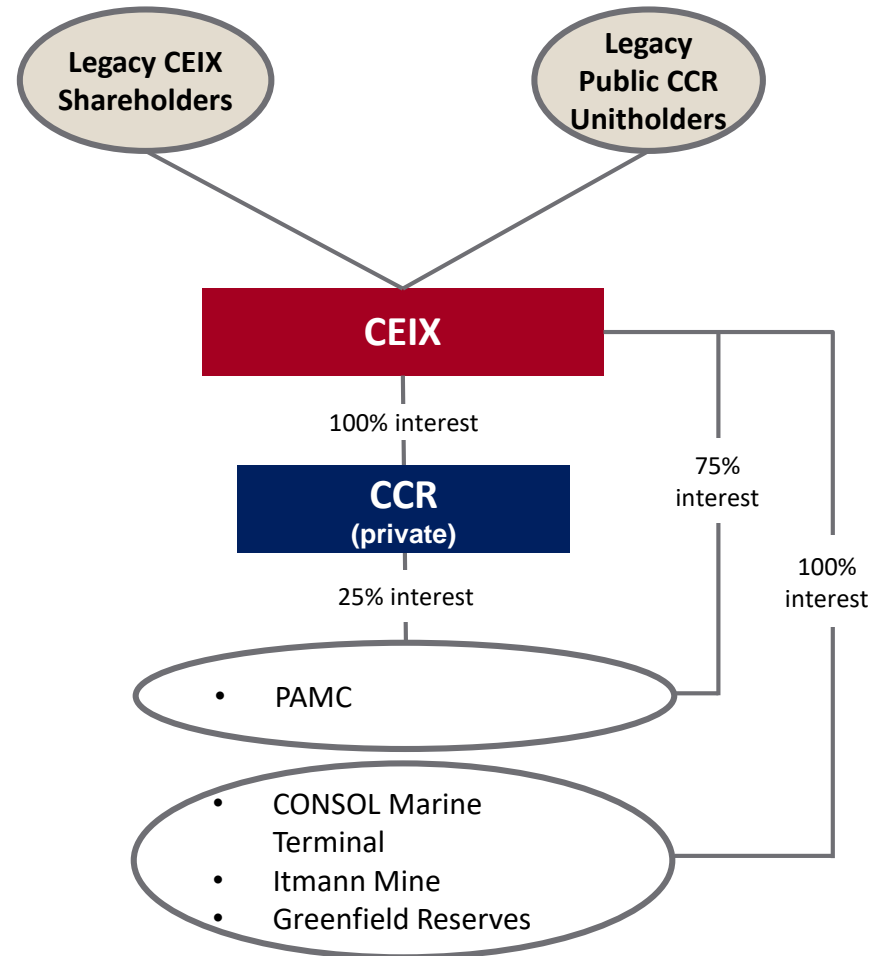 Legacy CEIX
Shareholders
Legacy
Public CCR
Unitholders
CEIX
100% interest
CCR
(private)
75%
interest
100%
interest
25% interest
• PAMC
• CONSOL Marine
Terminal
• Itmann Mine
• Greenfield Reserves